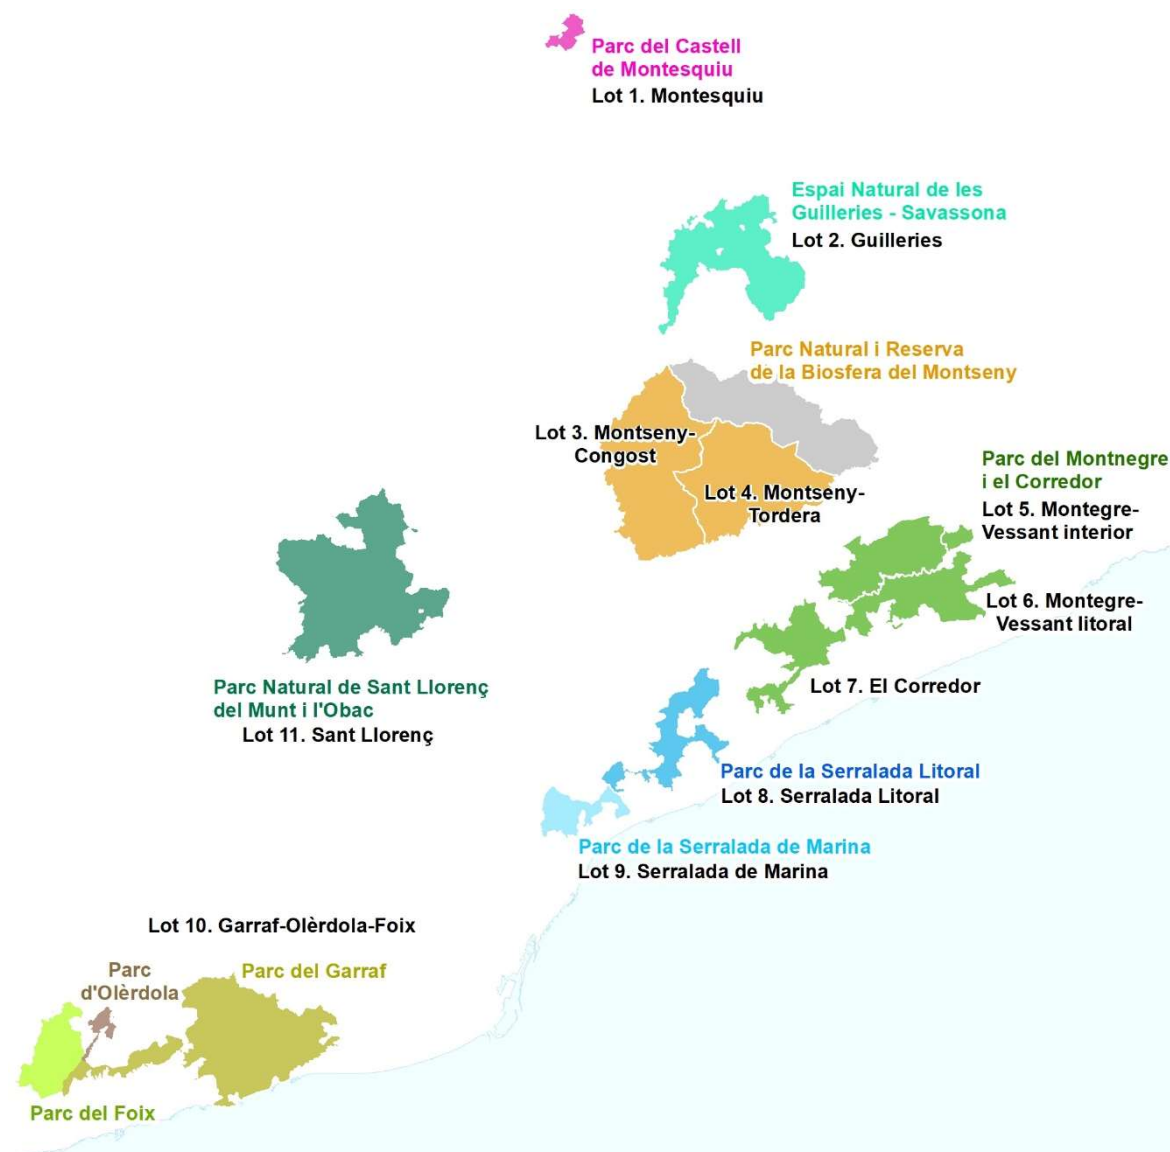 Parc del Castell
de Montesquiu
Lot 1. Montesquiu
Espai Natural de les
Guilleries - Savassona
Lot 2. Guilleries
Parc Natural i Reserva
de la Biosfera del Montseny
Lot 3. Montseny-
Congost
Lot 4. Montseny-
Tordera
Parc del Montnegre
i el Corredor
Lot 5. Montegre-
Vessant interior
Lot 6. Montegre-
Vessant litoral
Lot 7. El Corredor
Parc Natural de Sant Llorenç
del Munt i l'Obac
Lot 11. Sant Llorenç
Parc de la Serralada Litoral
Lot 8. Serralada Litoral
Parc de la Serralada de Marina
Lot 9. Serralada de Marina
Lot 10. Garraf-Olèrdola-Foix
Parc
d'Olèrdola
Parc del Garraf
Parc del Foix